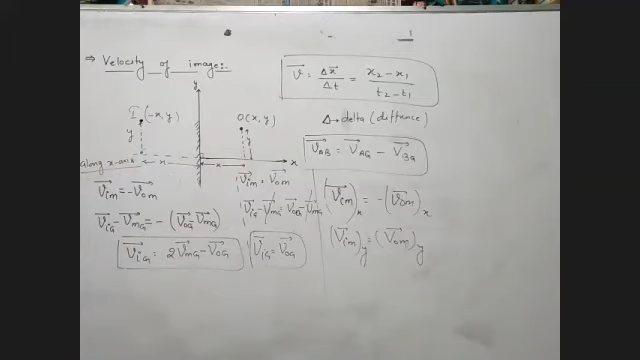 ⇒ Velocity of image:-
y
I(-x, y)
O(x, y)
y
y
x
x
x
along x-axis
V⃗im = -V⃗om
V⃗iG - V⃗mG = -(V⃗OG - V⃗mG)
V⃗iG = 2V⃗mG - V⃗OG
V⃗im = V⃗om
V⃗iG - V⃗mG = V⃗OG - V⃗mG
V⃗iG = V⃗OG
v⃗ = Δx⃗/Δt = (x₂ - x₁)/(t₂ - t₁)
Δ → delta (diffence)
V⃗AB = V⃗AG - V⃗BG
(V⃗im)x = -(V⃗om)x
(V⃗im)y = (V⃗om)y